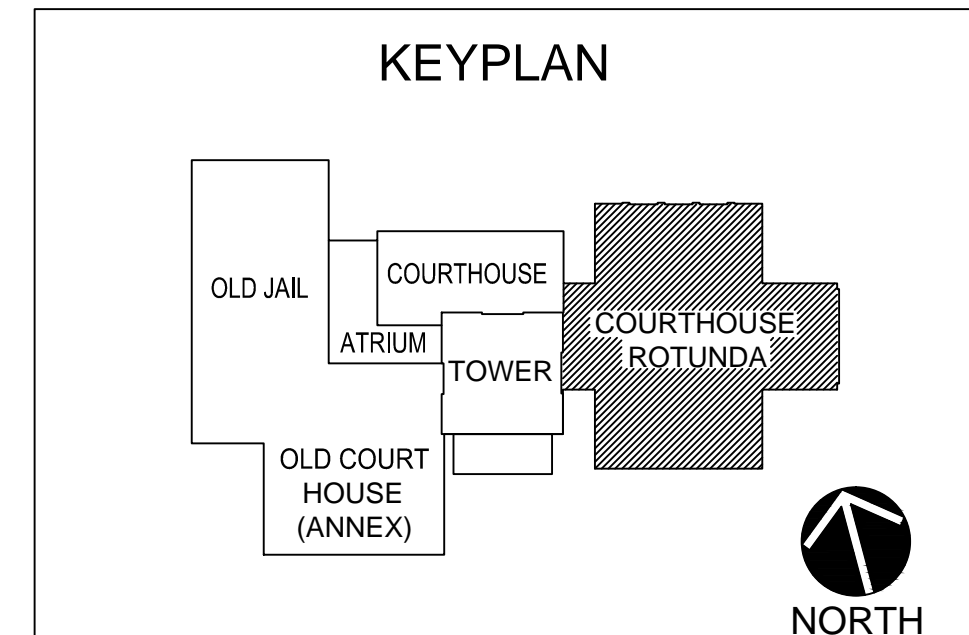 KEYPLAN
OLD JAIL
COURTHOUSE
ATRIUM
TOWER
COURTHOUSE
ROTUNDA
OLD COURT
HOUSE
(ANNEX)
NORTH